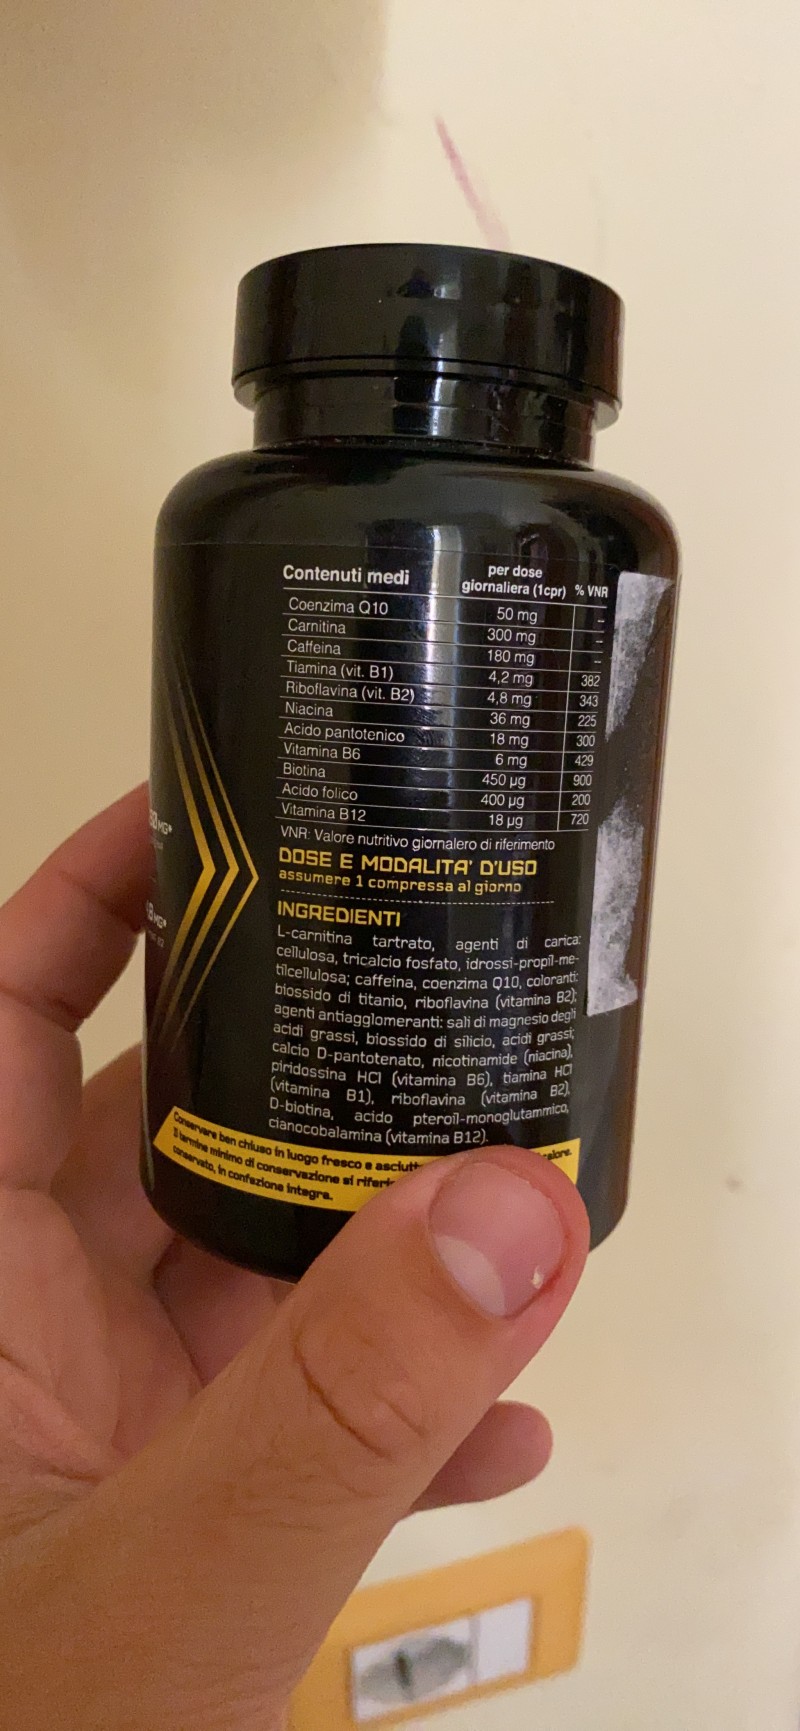 Contenuti medi per dose giornaliera (1cpr) % VNR
Coenzima Q10 50 mg --
Carnitina 300 mg --
Caffeina 180 mg --
Tiamina (vit. B1) 4,2 mg 382
Riboflavina (vit. B2) 4,8 mg 343
Niacina 36 mg 225
Acido pantotenico 18 mg 300
Vitamina B6 6 mg 429
Biotina 450 µg 900
Acido folico 400 µg 200
Vitamina B12 18 µg 720
VNR: Valore nutritivo giornalero di riferimento
DOSE E MODALITA' D'USO
assumere 1 compressa al giorno
INGREDIENTI
L-carnitina tartrato, agenti di carica:
cellulosa, tricalcio fosfato, idrossi-propil-me-
tilcellulosa; caffeina, coenzima Q10, coloranti:
biossido di titanio, riboflavina (vitamina B2);
agenti antiagglomeranti: sali di magnesio degli
acidi grassi, biossido di silicio, acidi grassi;
calcio D-pantotenato, nicotinamide (niacina),
piridossina HCl (vitamina B6), tiamina HCl
(vitamina B1), riboflavina (vitamina B2),
D-biotina, acido pteroil-monoglutammico,
cianocobalamina (vitamina B12).
Conservare ben chiuso in luogo fresco e asciutt calore.
Il termine minimo di conservazione si riferi
conservato, in confezione integra.